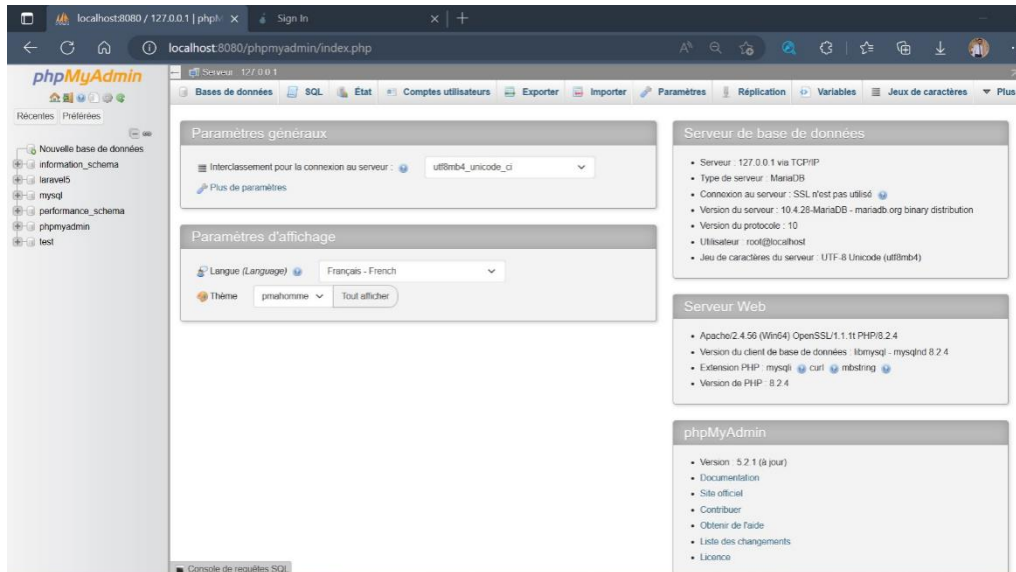 localhost:8080 / 127.0.0.1 | phpM
Sign In
localhost:8080/phpmyadmin/index.php
phpMyAdmin
Récentes Préférées
Nouvelle base de données
information_schema
laravel5
mysql
performance_schema
phpmyadmin
test
Serveur : 127.0.0.1
Bases de données SQL État Comptes utilisateurs Exporter Importer Paramètres Réplication Variables Jeux de caractères Plus
Paramètres généraux
Interclassement pour la connexion au serveur : utf8mb4_unicode_ci
Plus de paramètres
Paramètres d'affichage
Langue (Language) Français - French
Thème pmahomme Tout afficher
Serveur de base de données
Serveur : 127.0.0.1 via TCP/IP
Type de serveur : MariaDB
Connexion au serveur : SSL n'est pas utilisé
Version du serveur : 10.4.28-MariaDB - mariadb.org binary distribution
Version du protocole : 10
Utilisateur : root@localhost
Jeu de caractères du serveur : UTF-8 Unicode (utf8mb4)
Serveur Web
Apache/2.4.56 (Win64) OpenSSL/1.1.1t PHP/8.2.4
Version du client de base de données : libmysql - mysqlnd 8.2.4
Extension PHP : mysqli curl mbstring
Version de PHP : 8.2.4
phpMyAdmin
Version : 5.2.1 (à jour)
Documentation
Site officiel
Contribuer
Obtenir de l'aide
Liste des changements
Licence
Console de requêtes SQL